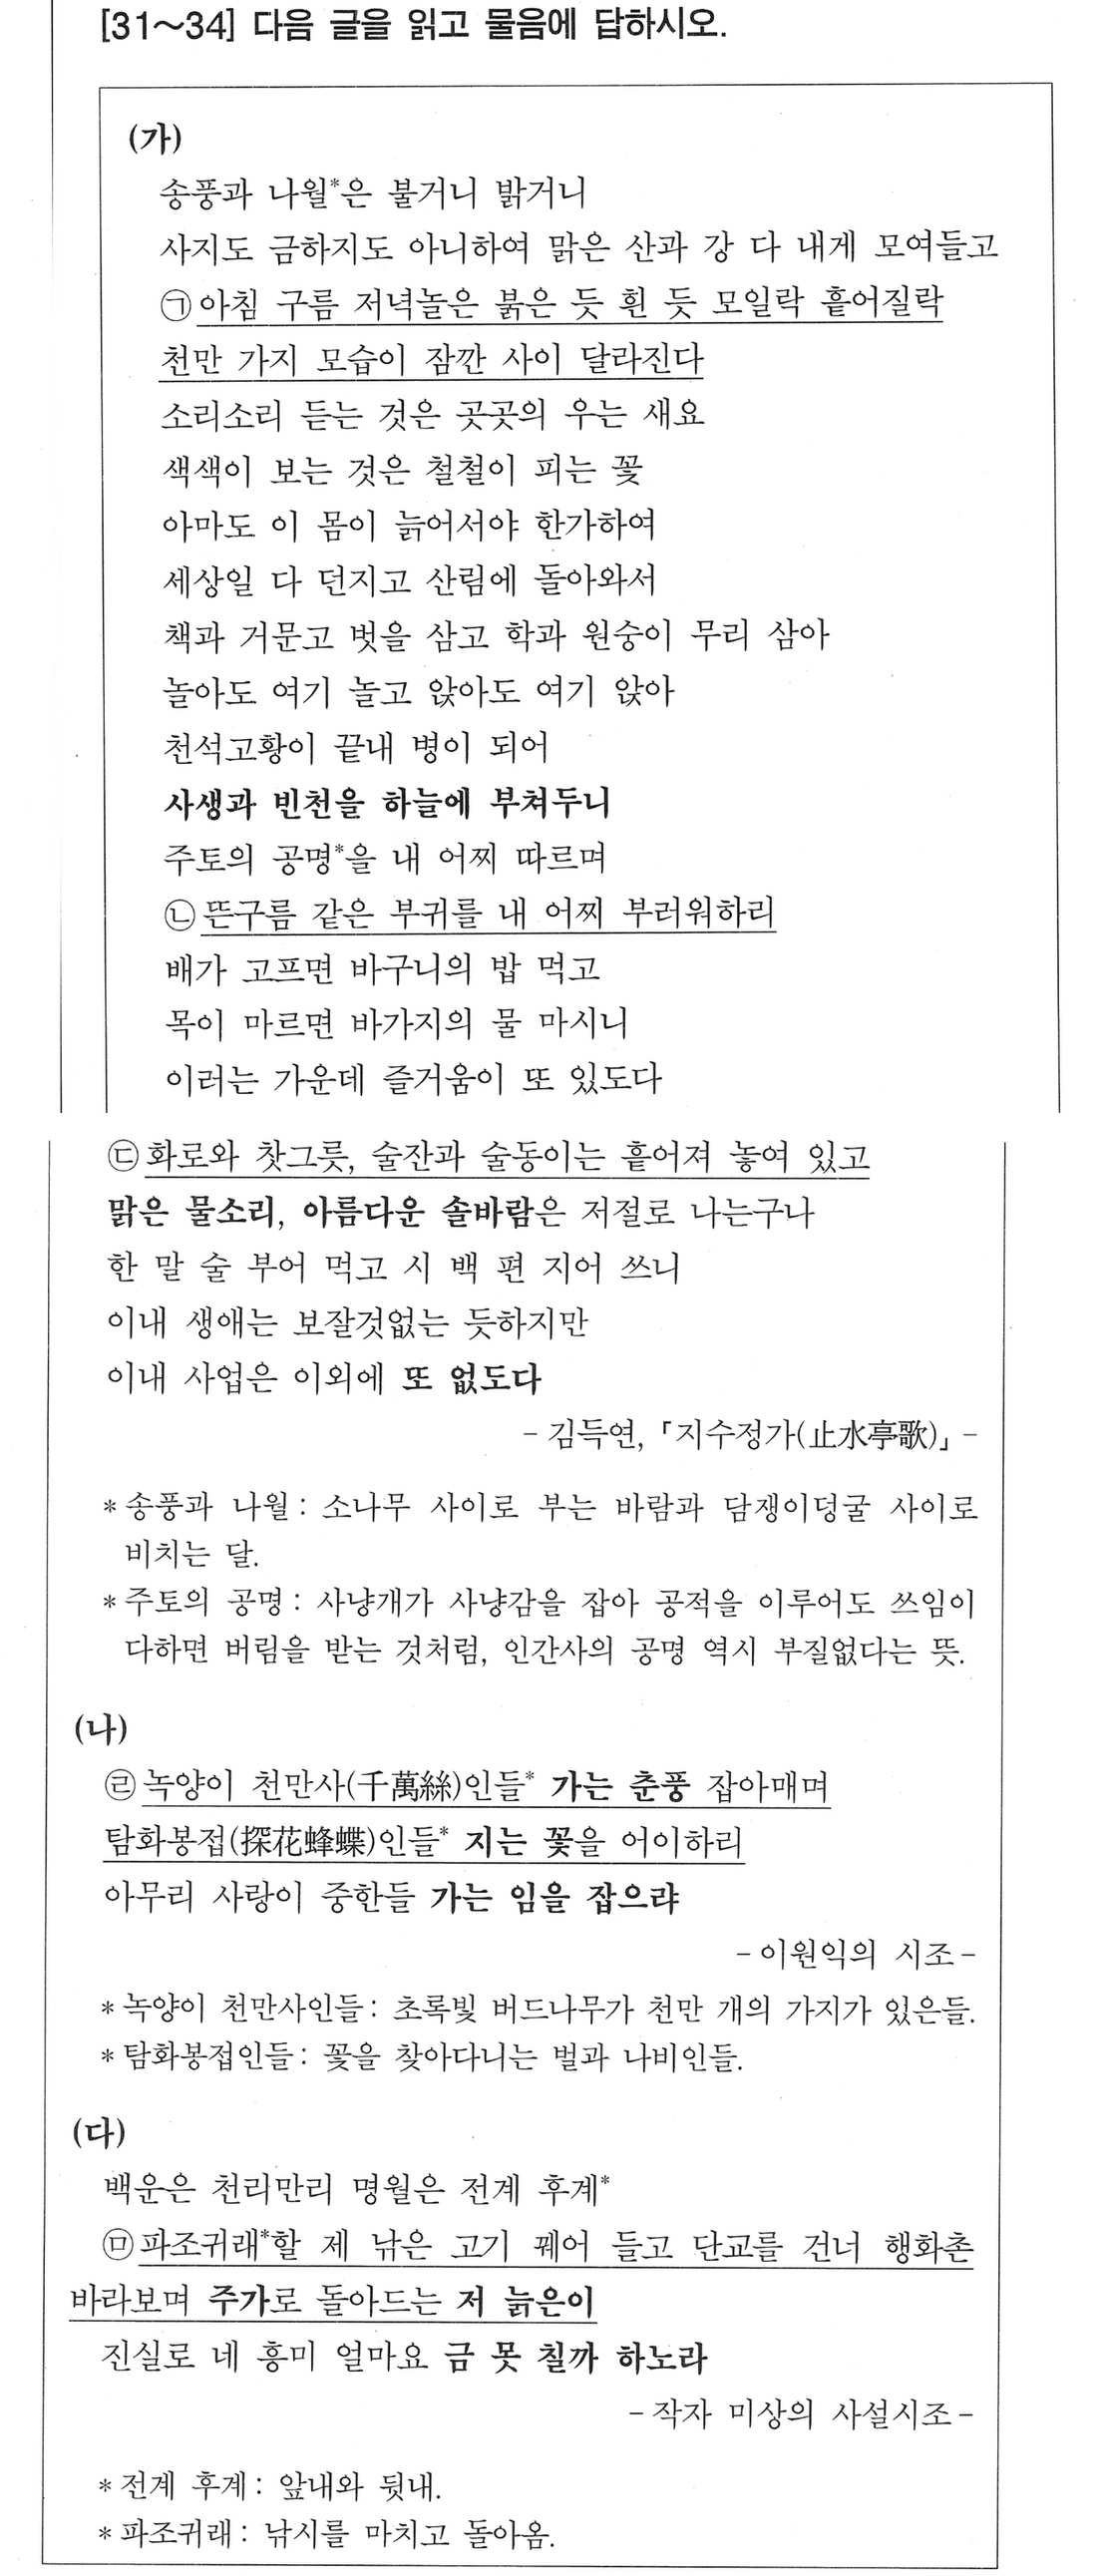 [31～34] 다음 글을 읽고 물음에 답하시오.
(가)
송풍과 나월*은 불거니 밝거니
사지도 금하지도 아니하여 맑은 산과 강 다 내게 모여들고
㉠아침 구름 저녁놀은 붉은 듯 흰 듯 모일락 흩어질락
천만 가지 모습이 잠깐 사이 달라진다
소리소리 듣는 것은 곳곳의 우는 새요
색색이 보는 것은 철철이 피는 꽃
아마도 이 몸이 늙어서야 한가하여
세상일 다 던지고 산림에 돌아와서
책과 거문고 벗을 삼고 학과 원숭이 무리 삼아
놀아도 여기 놀고 앉아도 여기 앉아
천석고황이 끝내 병이 되어
사생과 빈천을 하늘에 부쳐두니
주토의 공명*을 내 어찌 따르며
㉡뜬구름 같은 부귀를 내 어찌 부러워하리
배가 고프면 바구니의 밥 먹고
목이 마르면 바가지의 물 마시니
이러는 가운데 즐거움이 또 있도다
㉢화로와 찻그릇, 술잔과 술동이는 흩어져 놓여 있고
맑은 물소리, 아름다운 솔바람은 저절로 나는구나
한 말 술 부어 먹고 시 백 편 지어 쓰니
이내 생애는 보잘것없는 듯하지만
이내 사업은 이외에 또 없도다
- 김득연, 「지수정가(止水亭歌)」 -
* 송풍과 나월 : 소나무 사이로 부는 바람과 담쟁이덩굴 사이로
비치는 달.
* 주토의 공명 : 사냥개가 사냥감을 잡아 공적을 이루어도 쓰임이
다하면 버림을 받는 것처럼, 인간사의 공명 역시 부질없다는 뜻.
(나)
㉣녹양이 천만사(千萬絲)인들* 가는 춘풍 잡아매며
탐화봉접(探花蜂蝶)인들* 지는 꽃을 어이하리
아무리 사랑이 중한들 가는 임을 잡으랴
- 이원익의 시조 -
* 녹양이 천만사인들 : 초록빛 버드나무가 천만 개의 가지가 있은들.
* 탐화봉접인들 : 꽃을 찾아다니는 벌과 나비인들.
(다)
백운은 천리만리 명월은 전계 후계*
㉤파조귀래*할 제 낚은 고기 꿰어 들고 단교를 건너 행화촌
바라보며 주가로 돌아드는 저 늙은이
진실로 네 흥미 얼마요 금 못 칠까 하노라
- 작자 미상의 사설시조 -
* 전계 후계 : 앞내와 뒷내.
* 파조귀래 : 낚시를 마치고 돌아옴.